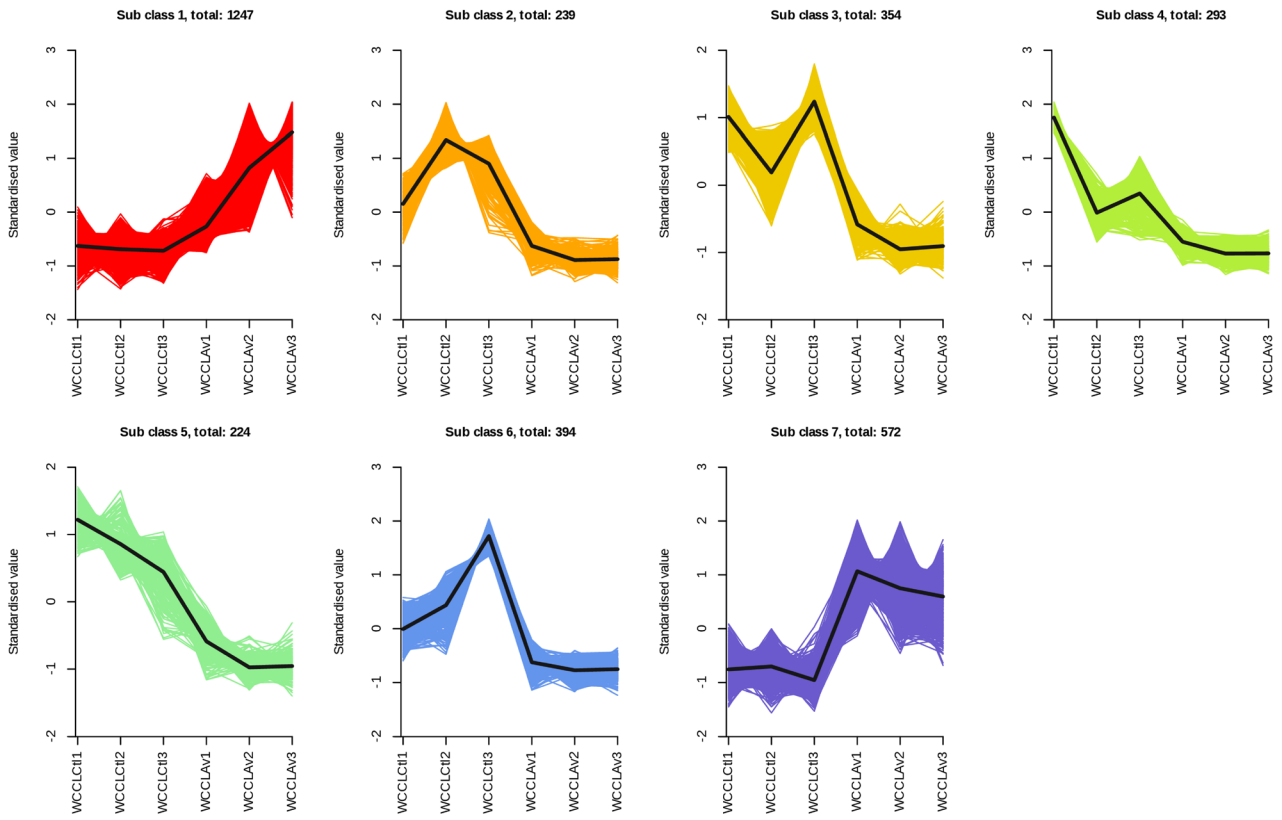 Sub class 1, total: 1247
Standardised value
3
2
1
0
-1
-2
WCCLCtl1
WCCLCtl2
WCCLCtl3
WCCLAV1
WCCLAV2
WCCLAV3
Sub class 2, total: 239
Standardised value
3
2
1
0
-1
-2
WCCLCtl1
WCCLCtl2
WCCLCtl3
WCCLAV1
WCCLAV2
WCCLAV3
Sub class 3, total: 354
Standardised value
2
1
0
-1
-2
WCCLCtl1
WCCLCtl2
WCCLCtl3
WCCLAV1
WCCLAV2
WCCLAV3
Sub class 4, total: 293
Standardised value
3
2
1
0
-1
-2
WCCLCtl1
WCCLCtl2
WCCLCtl3
WCCLAV1
WCCLAV2
WCCLAV3
Sub class 5, total: 224
Standardised value
2
1
0
-1
-2
WCCLCtl1
WCCLCtl2
WCCLCtl3
WCCLAV1
WCCLAV2
WCCLAV3
Sub class 6, total: 394
Standardised value
3
2
1
0
-1
-2
WCCLCtl1
WCCLCtl2
WCCLCtl3
WCCLAV1
WCCLAV2
WCCLAV3
Sub class 7, total: 572
Standardised value
3
2
1
0
-1
-2
WCCLCtl1
WCCLCtl2
WCCLCtl3
WCCLAV1
WCCLAV2
WCCLAV3